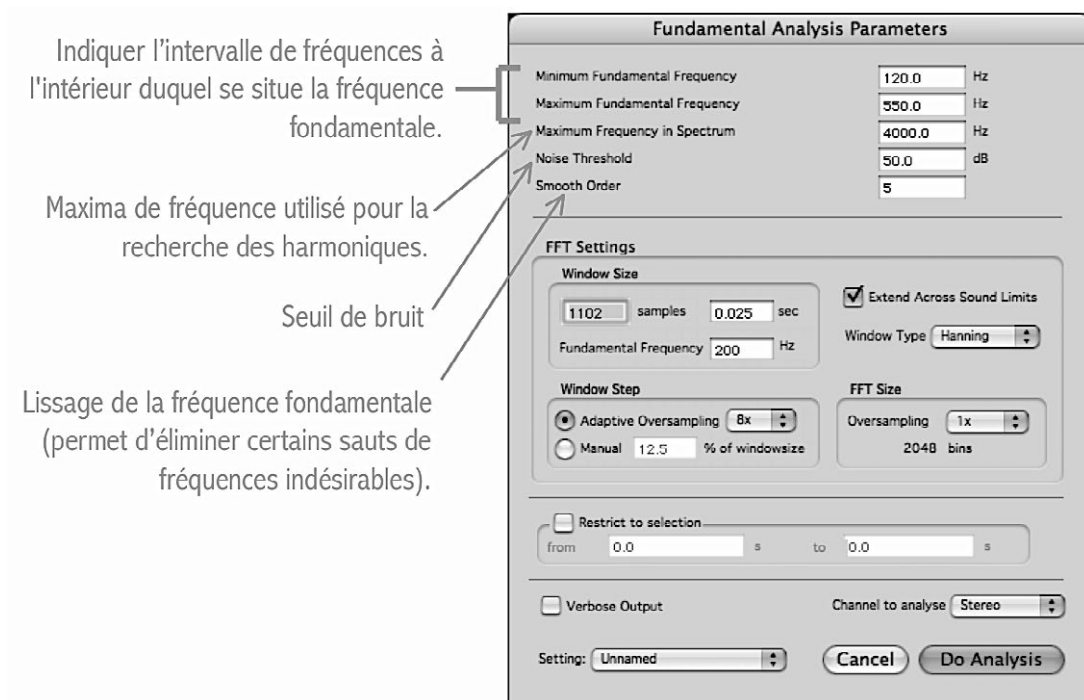 Indiquer l'intervalle de fréquences à
l'intérieur duquel se situe la fréquence
fondamentale.
Maxima de fréquence utilisé pour la
recherche des harmoniques.
Seuil de bruit
Lissage de la fréquence fondamentale
(permet d'éliminer certains sauts de
fréquences indésirables).
Fundamental Analysis Parameters
Minimum Fundamental Frequency 120.0 Hz
Maximum Fundamental Frequency 550.0 Hz
Maximum Frequency in Spectrum 4000.0 Hz
Noise Threshold 50.0 dB
Smooth Order 5
FFT Settings
Window Size
1102 samples 0.025 sec
Fundamental Frequency 200 Hz
Extend Across Sound Limits
Window Type Hanning
Window Step
Adaptive Oversampling 8x
Manual 12.5 % of windowsize
FFT Size
Oversampling 1x
2048 bins
Restrict to selection
from 0.0 s to 0.0 s
Verbose Output Channel to analyse Stereo
Setting: Unnamed Cancel Do Analysis